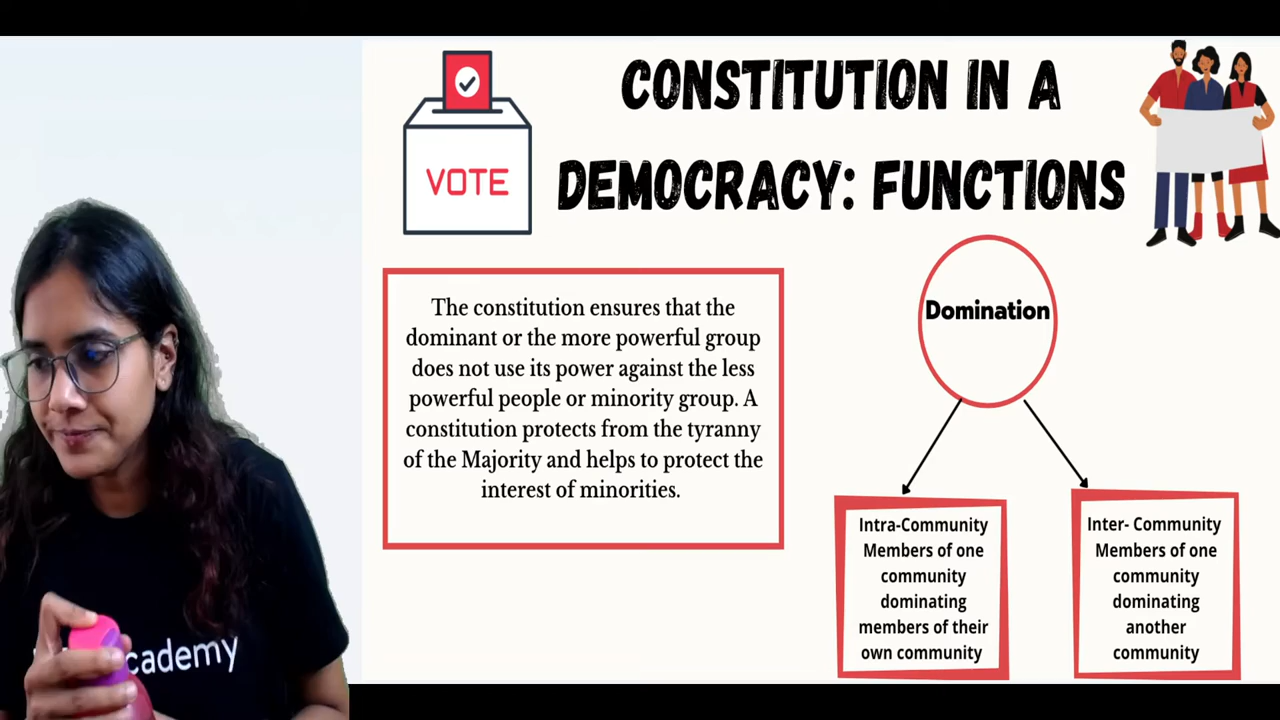 CONSTITUTION IN A
DEMOCRACY: FUNCTIONS
VOTE
The constitution ensures that the
dominant or the more powerful group
does not use its power against the less
powerful people or minority group. A
constitution protects from the tyranny
of the Majority and helps to protect the
interest of minorities.
Domination
Intra-Community
Members of one
community
dominating
members of their
own community
Inter- Community
Members of one
community
dominating
another
community